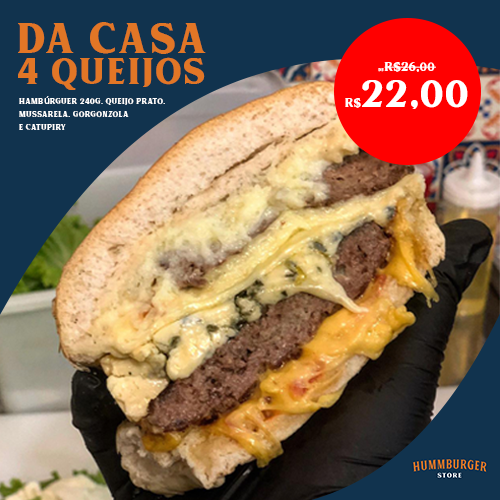 DA CASA
4 QUEIJOS
HAMBÚRGUER 240G. QUEIJO PRATO.
MUSSARELA. GORGONZOLA
E CATUPIRY
R$26,00
R$22,00
HUMMBURGER
STORE